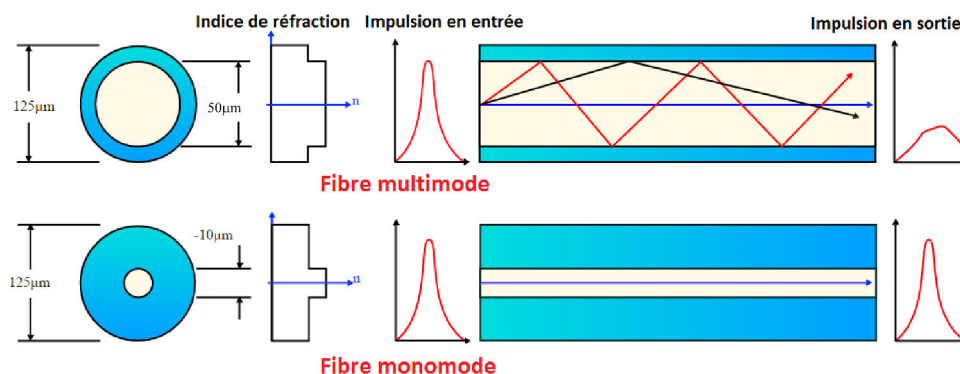 Indice de réfraction
Impulsion en entrée
Impulsion en sortie
125µm
50µm
n
Fibre multimode
-10µm
125µm
n
Fibre monomode